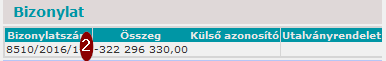 Bizonylat
Bizonylatszám Összeg Külső azonosító Utalványrendelet
8510/2016/1 2 -322 296 330,00